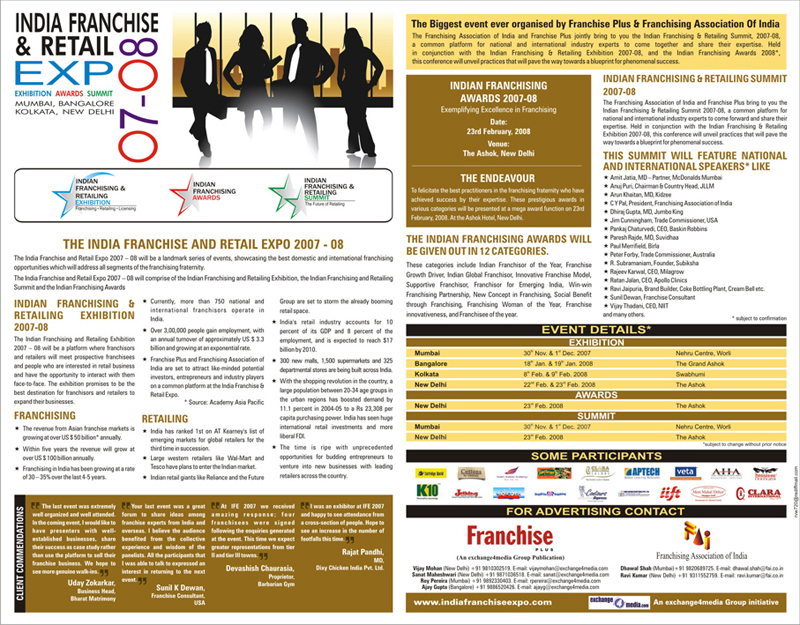 INDIA FRANCHISE
& RETAIL
EXPO
07-08
EXHIBITION AWARDS SUMMIT
MUMBAI, BANGALORE
KOLKATA, NEW DELHI
INDIAN
FRANCHISING &
RETAILING
EXHIBITION
Franchising • Retailing • Licensing
INDIAN
FRANCHISING
AWARDS
INDIAN
FRANCHISING &
RETAILING
SUMMIT
The Future of Retailing
THE INDIA FRANCHISE AND RETAIL EXPO 2007 - 08
The India Franchise and Retail Expo 2007 – 08 will be a landmark series of events, showcasing the best domestic and international franchising
opportunities which will address all segments of the franchising fraternity.
The India Franchise and Retail Expo 2007 – 08 will comprise of the Indian Franchising and Retailing Exhibition, the Indian Franchising and Retailing
Summit and the Indian Franchising Awards
INDIAN FRANCHISING &
RETAILING EXHIBITION
2007-08
The Indian Franchising and Retailing Exhibition
2007 – 08 will be a platform where franchisors
and retailers will meet prospective franchisees
and people who are interested in retail business
and have the opportunity to interact with them
face-to-face. The exhibition promises to be the
best destination for franchisors and retailers to
expand their businesses.
FRANCHISING
★ The revenue from Asian franchise markets is
growing at over US $ 50 billion* annually.
★ Within five years the revenue will grow at
over US $ 100 billion annually.
★ Franchising in India has been growing at a rate
of 30 – 35% over the last 4-5 years.
★ Currently, more than 750 national and
international franchisors operate in
India.
★ Over 3,00,000 people gain employment, with
an annual turnover of approximately US $ 3.3
billion and growing at an exponential rate.
★ Franchise Plus and Franchising Association of
India are set to attract like-minded potential
investors, entrepreneurs and industry players
on a common platform at the India Franchise &
Retail Expo.
* Source: Academy Asia Pacific
RETAILING
★ India has ranked 1st on AT Kearney's list of
emerging markets for global retailers for the
third time in succession.
★ Large western retailers like Wal-Mart and
Tesco have plans to enter the Indian market.
★ Indian retail giants like Reliance and the Future
Group are set to storm the already booming
retail space.
★ India's retail industry accounts for 10
percent of its GDP and 8 percent of the
employment, and is expected to reach $17
billion by 2010.
★ 300 new malls, 1,500 supermarkets and 325
departmental stores are being built across India.
★ With the shopping revolution in the country, a
large population between 20-34 age groups in
the urban regions has boosted demand by
11.1 percent in 2004-05 to a Rs 23,308 per
capita purchasing power. India has seen huge
international retail investments and more
liberal FDI.
★ The time is ripe with unprecedented
opportunities for budding entrepreneurs to
venture into new businesses with leading
retailers across the country.
CLIENT COMMENDATIONS
The last event was extremely
well organized and well attended.
In the coming event, I would like to
have presenters with well-
established businesses, share
their success as case study rather
than use the platform to sell their
franchise business. We hope to
see more genuine walk-ins.
Uday Zokarkar,
Business Head,
Bharat Matrimony
Your last event was a great
forum to share ideas among
franchise experts from India and
overseas. I believe the audience
benefited from the collective
experience and wisdom of the
panelists. All the participants that
I was able to talk to expressed an
interest in returning to the next
event.
Sunil K Dewan,
Franchise Consultant,
USA
At IFE 2007 we received
amazing response; four
franchisees were signed
following the enquiries generated
at the event. This time we expect
greater representations from tier
II and tier III towns.
Devashish Chaurasia,
Proprietor,
Barbarian Gym
I was an exhibitor at IFE 2007
and happy to see attendance from
a cross-section of people. Hope to
see an increase in the number of
footfalls this time.
Rajat Pandhi,
MD,
Divy Chicken India Pvt. Ltd.
The Biggest event ever organised by Franchise Plus & Franchising Association Of India
The Franchising Association of India and Franchise Plus jointly bring to you the Indian Franchising & Retailing Summit, 2007-08,
a common platform for national and international industry experts to come together and share their expertise. Held
in conjunction with the Indian Franchising & Retailing Exhibition 2007-08, and the Indian Franchising Awards 2008*,
this conference will unveil practices that will pave the way towards a blueprint for phenomenal success.
INDIAN FRANCHISING
AWARDS 2007-08
Exemplifying Excellence in Franchising
Date:
23rd February, 2008
Venue:
The Ashok, New Delhi
THE ENDEAVOUR
To felicitate the best practitioners in the franchising fraternity who have
achieved success by their expertise. These prestigious awards in
various categories will be presented at a mega award function on 23rd
February, 2008. At the Ashok Hotel, New Delhi.
THE INDIAN FRANCHISING AWARDS WILL
BE GIVEN OUT IN 12 CATEGORIES.
These categories include Indian Franchisor of the Year, Franchise
Growth Driver, Indian Global Franchisor, Innovative Franchise Model,
Supportive Franchisor, Franchisor for Emerging India, Win-win
Franchising Partnership, New Concept in Franchising, Social Benefit
through Franchising, Franchising Woman of the Year, Franchise
innovativeness, and Franchisee of the year.
INDIAN FRANCHISING & RETAILING SUMMIT
2007-08
The Franchising Association of India and Franchise Plus bring to you the
Indian Franchising & Retailing Summit 2007-08, a common platform for
national and international experts to come forward and share their
expertise. Held in conjunction with the Indian Franchising & Retailing
Exhibition 2007-08, this conference will unveil practices that will pave the
way towards a blueprint for phenomenal success.
THIS SUMMIT WILL FEATURE NATIONAL
AND INTERNATIONAL SPEAKERS* LIKE
★ Amit Jatia, MD - Partner, McDonalds Mumbai
★ Anuj Puri, Chairman & Country Head, JLLM
★ Arun Khaitan, MD, Kidzee
★ C Y Pal, President, Franchising Association of India
★ Dhiraj Gupta, MD, Jumbo King
★ Jim Cunningham, Trade Commissioner, USA
★ Pankaj Chaturvedi, CEO, Baskin Robbins
★ Paresh Rajde, MD, Suvidhaa
★ Paul Merrifield, Birla
★ Peter Forby, Trade Commissioner, Australia
★ R. Subramaniam, Founder, Subiksha
★ Rajeev Karwal, CEO, Milagrow
★ Ratan Jalan, CEO, Apollo Clinics
★ Ravi Jaipuria, Brand Builder, Coke Bottling Plant, Cream Bell etc.
★ Sunil Dewan, Franchise Consultant
★ Vijay Thadani, CEO, NIIT
and many others.
* subject to confirmation
EVENT DETAILS*
EXHIBITION
Mumbai 30th Nov. & 1st Dec. 2007 Nehru Centre, Worli
Bangalore 18th Jan. & 19th Jan. 2008 The Grand Ashok
Kolkata 8th Feb. & 9th Feb. 2008 Swabhumi
New Delhi 22nd Feb. & 23rd Feb. 2008 The Ashok
AWARDS
New Delhi 23rd Feb. 2008 The Ashok
SUMMIT
Mumbai 30th Nov. & 1st Dec. 2007 Nehru Centre, Worli
New Delhi 23rd Feb. 2008 The Ashok
*subject to change without prior notice
SOME PARTICIPANTS
Cartridge World
APTECH
veta
AHA
K10
iift
CLARA
INTERNATIONAL
FOR ADVERTISING CONTACT
Franchise
PLUS
(An exchange4media Group Publication)
Franchising Association of India
Vijay Mohan (New Delhi) +91 9810302519. E-mail: vijaymohan@exchange4media.com
Sanat Maheshwari (New Delhi) +91 9871036518. E-mail: sanat@exchange4media.com
Roy Pereira (Mumbai) + 91 9892330403. E-mail: rpereira@exchange4media.com
Ajay Gupta (Bangalore) + 91 9886520426. E-mail: ajayg@exchange4media.com
Dhawal Shah (Mumbai) +91 9820689725. E-mail: dhawal.shah@fai.co.in
Ravi Kumar (New Delhi) +91 9311552759. E-mail: ravi.kumar@fai.co.in
www.indiafranchiseexpo.com
exchange
4media.com
An exchange4media Group initiative